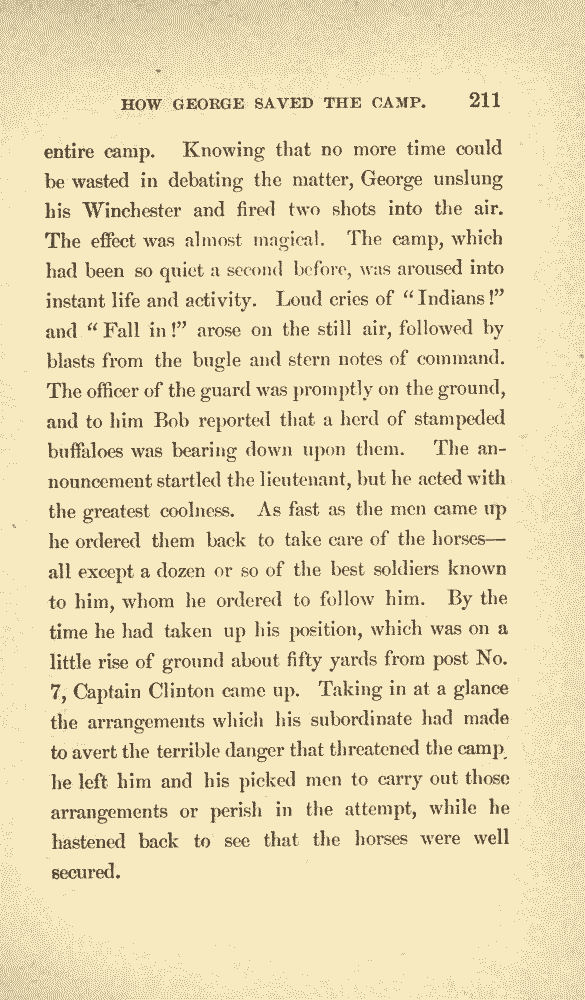 HOW GEORGE SAVED THE CAMP. 211
entire camp. Knowing that no more time could
be wasted in debating the matter, George unslung
his Winchester and fired two shots into the air.
The effect was almost magical. The camp, which
had been so quiet a second before, was aroused into
instant life and activity. Loud cries of “Indians!”
and “Fall in!” arose on the still air, followed by
blasts from the bugle and stern notes of command.
The officer of the guard was promptly on the ground,
and to him Bob reported that a herd of stampeded
buffaloes was bearing down upon them. The an-
nouncement startled the lieutenant, but he acted with
the greatest coolness. As fast as the men came up
he ordered them back to take care of the horses—
all except a dozen or so of the best soldiers known
to him, whom he ordered to follow him. By the
time he had taken up his position, which was on a
little rise of ground about fifty yards from post No.
7, Captain Clinton came up. Taking in at a glance
the arrangements which his subordinate had made
to avert the terrible danger that threatened the camp,
he left him and his picked men to carry out those
arrangements or perish in the attempt, while he
hastened back to see that the horses were well
secured.